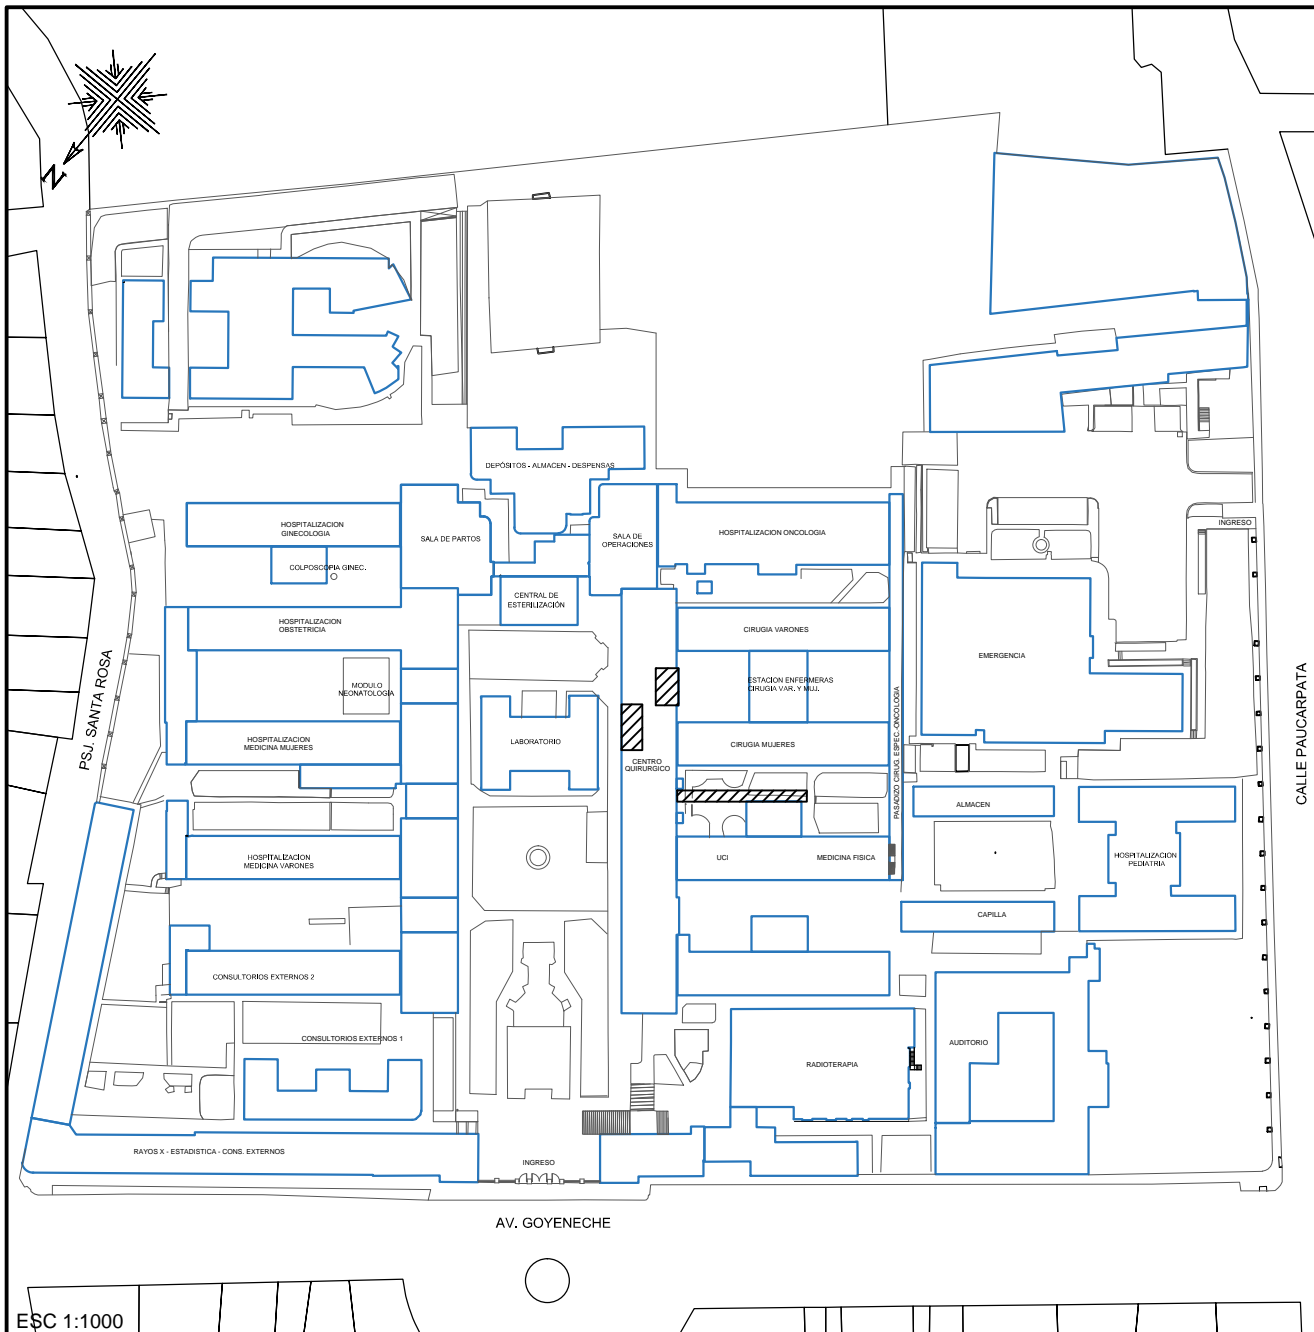 N
DEPÓSITOS - ALMACEN - DESPENSAS
HOSPITALIZACION
GINECOLOGIA
SALA DE PARTOS
SALA DE
OPERACIONES
HOSPITALIZACION ONCOLOGIA
INGRESO
COLPOSCOPIA GINEC.
CENTRAL DE
ESTERILIZACIÓN
HOSPITALIZACION
OBSTETRICIA
CIRUGIA VARONES
EMERGENCIA
MODULO
NEONATOLOGIA
ESTACION ENFERMERAS
CIRUGIA VAR. Y MUJ.
PSJ. SANTA ROSA
HOSPITALIZACION
MEDICINA MUJERES
LABORATORIO
CENTRO
QUIRURGICO
CIRUGIA MUJERES
PASADIZO CIRUG. ESPEC.-ONCOLOGIA
CALLE PAUCARPATA
ALMACEN
HOSPITALIZACION
MEDICINA VARONES
UCI
MEDICINA FISICA
HOSPITALIZACION
PEDIATRIA
CAPILLA
CONSULTORIOS EXTERNOS 2
CONSULTORIOS EXTERNOS 1
AUDITORIO
RADIOTERAPIA
RAYOS X - ESTADISTICA - CONS. EXTERNOS
INGRESO
AV. GOYENECHE
ESC 1:1000